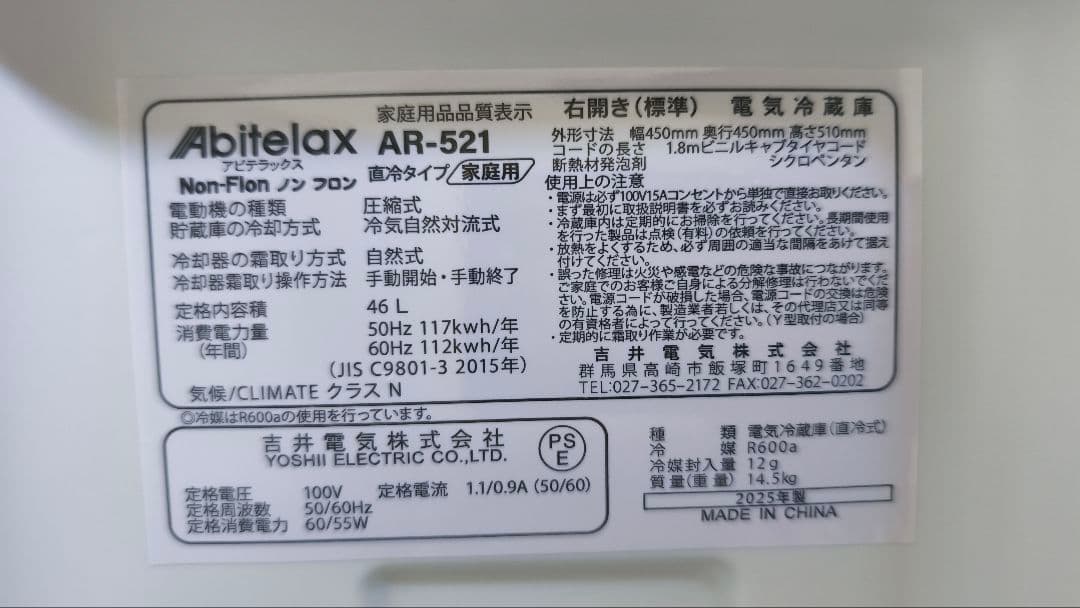 家庭用品品質表示
Abitelax AR-521
アビテラックス
Non-Flon ノン フロン 直冷タイプ 家庭用
電動機の種類 圧縮式
貯蔵庫の冷却方式 冷気自然対流式
冷却器の霜取り方式 自然式
冷却器霜取り操作方法 手動開始・手動終了
定格内容積 46 L
消費電力量 50Hz 117kwh/年
(年間) 60Hz 112kwh/年
(JIS C9801-3 2015年)
気候/CLIMATE クラス N
右開き(標準) 電気冷蔵庫
外形寸法 幅450mm 奥行450mm 高さ510mm
コードの長さ 1.8mビニルキャブタイヤコード
断熱材発泡剤 シクロペンタン
使用上の注意
・電源は必ず100V15Aコンセントから単独で直接お取りください。
・まず最初に取扱説明書を必ずお読みください。
・冷蔵庫内は定期的にお掃除を行ってください。長期間使用
を行った製品は点検(有料)の依頼を行ってください。
・放熱をよくするため、必ず周囲の適当な間隔をあけて据え
付けてください。
・誤った修理は火災や感電などの危険な事故につながります。
ご家庭でのお客様ご自身による分解修理は行わないでくだ
さい。電源コードが破損した場合、電源コードの交換は危険
を防止する為に、製造業者若しくは、その代理店又は同等
の有資格者によって行ってください。(Y型取付の場合)
・定期的に霜取り作業が必要です。
吉井電気株式会社
群馬県高崎市飯塚町1649番地
TEL:027-365-2172 FAX:027-362-0202
◎冷媒はR600aの使用を行っています。
吉井電気株式会社
YOSHII ELECTRIC CO.,LTD.
PS
E
定格電圧 100V 定格電流 1.1/0.9A (50/60)
定格周波数 50/60Hz
定格消費電力 60/55W
種類 電気冷蔵庫(直冷式)
冷媒 R600a
冷媒封入量 12g
質量(重量) 14.5kg
2025年製
MADE IN CHINA